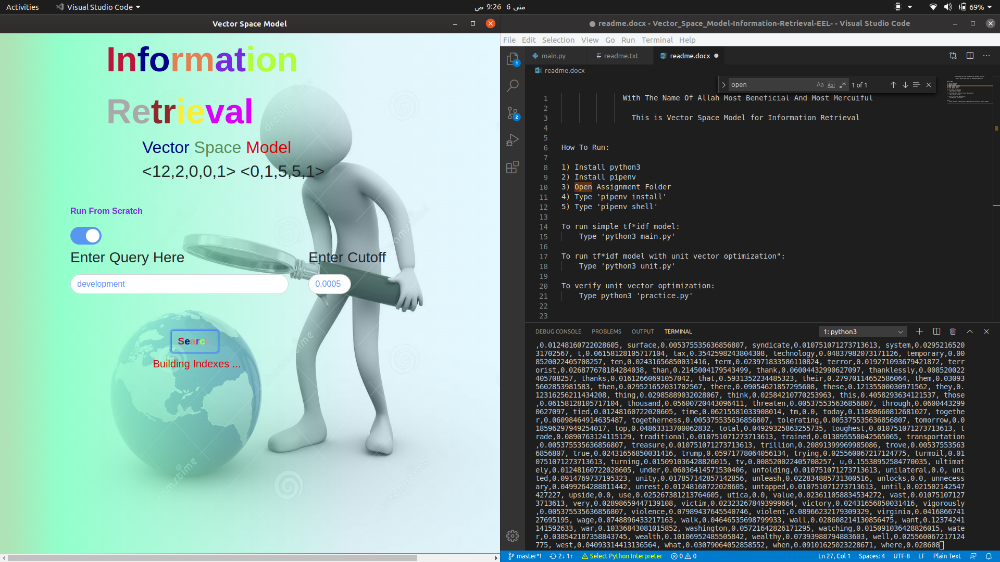 Activities
Visual Studio Code
مئی 6 9:26 ص
69%
Vector Space Model
Information
Retrieval
Vector Space Model
<12,2,0,0,1> <0,1,5,5,1>
Run From Scratch
Enter Query Here
Enter Cutoff
development
0.0005
Search
Building Indexes ...
dreamstime
readme.docx - Vector_Space_Model-Information-Retrieval-EEL- - Visual Studio Code
File Edit Selection View Go Run Terminal Help
main.py
readme.txt
readme.docx
readme.docx
open
Aa Abl .*
1 of 1
1
2
1 With The Name Of Allah Most Beneficial And Most Mercuiful
2
3 This is Vector Space Model for Information Retrieval
4
5
6 How To Run:
7
8 1) Install python3
9 2) Install pipenv
10 3) Open Assignment Folder
11 4) Type 'pipenv install'
12 5) Type 'pipenv shell'
13
14 To run simple tf*idf model:
15 Type 'python3 main.py'
16
17 To run tf*idf model with unit vector optimization":
18 Type 'python3 unit.py'
19
20 To verify unit vector optimization:
21 Type python3 'practice.py'
22
23
DEBUG CONSOLE PROBLEMS OUTPUT TERMINAL
1: python3
,0.01248160722028605, surface,0.005375535636856807, syndicate,0.010751071273713613, system,0.0295216520
31702567, t,0.06158128105717104, tax,0.3542598243804308, technology,0.04837982073171126, temporary,0.00
8520022405708257, ten,0.02431656850031416, term,0.023971833586110824, terror,0.019271093679421872, terr
orist,0.026877678184284038, than,0.2145004179543499, thank,0.06004432990627097, thanklessly,0.008520022
405708257, thanks,0.01612660691057042, that,0.5931352234485323, their,0.27970114652586064, them,0.03093
5602853981583, then,0.029521652031702567, there,0.09054621857295608, these,0.12135500030971562, they,0.
12316256211434208, thing,0.02985889032028067, think,0.02584210770253963, this,0.4058293634121537, those
,0.06158128105717104, thousand,0.05600720443096411, threaten,0.005375535636856807, through,0.0600443299
0627097, tied,0.01248160722028605, time,0.06215581033908014, tm,0.0, today,0.11808660812681027, togethe
r,0.06098464914635487, togetherness,0.005375535636856807, tolerating,0.005375535636856807, tomorrow,0.0
18596297949254017, top,0.04863313700062832, total,0.04929325863255735, toughest,0.010751071273713613, t
rade,0.0890763124115129, traditional,0.010751071273713613, trained,0.013895558042565065, transportation
,0.005375535636856807, treasure,0.010751071273713613, trillion,0.20891399969985086, trove,0.00537553563
6856807, true,0.02431656850031416, trump,0.05971778064056134, trying,0.025560067217124775, turmoil,0.01
0751071273713613, turning,0.015091036428826015, tv,0.008520022405708257, u,0.15538952584770035, ultimat
ely,0.01248160722028605, under,0.06036414571530406, unfolding,0.010751071273713613, unilateral,0.0, uni
ted,0.0914769737195323, unity,0.017857142857142856, unleash,0.022834885731300516, unlocks,0.0, unnecess
ary,0.0499264288811442, unrest,0.01248160722028605, untapped,0.010751071273713613, until,0.021502142547
427227, upside,0.0, use,0.025267381213764605, utica,0.0, value,0.023611058834534272, vast,0.01075107127
3713613, very,0.02898659447139108, victim,0.023232678493999664, victory,0.02431656850031416, vigorously
,0.005375535636856807, violence,0.07989437645540746, violent,0.08966232179309329, virginia,0.0416866741
27695195, wage,0.0748896433217163, walk,0.04646535698799933, wall,0.028608214130856475, want,0.12374241
141592633, war,0.10336843081015852, washington,0.05721642826171295, watching,0.015091036428826015, wate
r,0.038542187358843745, wealth,0.10106952485505842, wealthy,0.07393988794883603, well,0.025560067217124
775, west,0.04093314413136564, what,0.03079064052858552, when,0.09101625023228671, where,0.028608
master*! 2↓ 1↑ Select Python Interpreter 0 0
Ln 27, Col 1 Spaces: 4 UTF-8 LF Plain Text